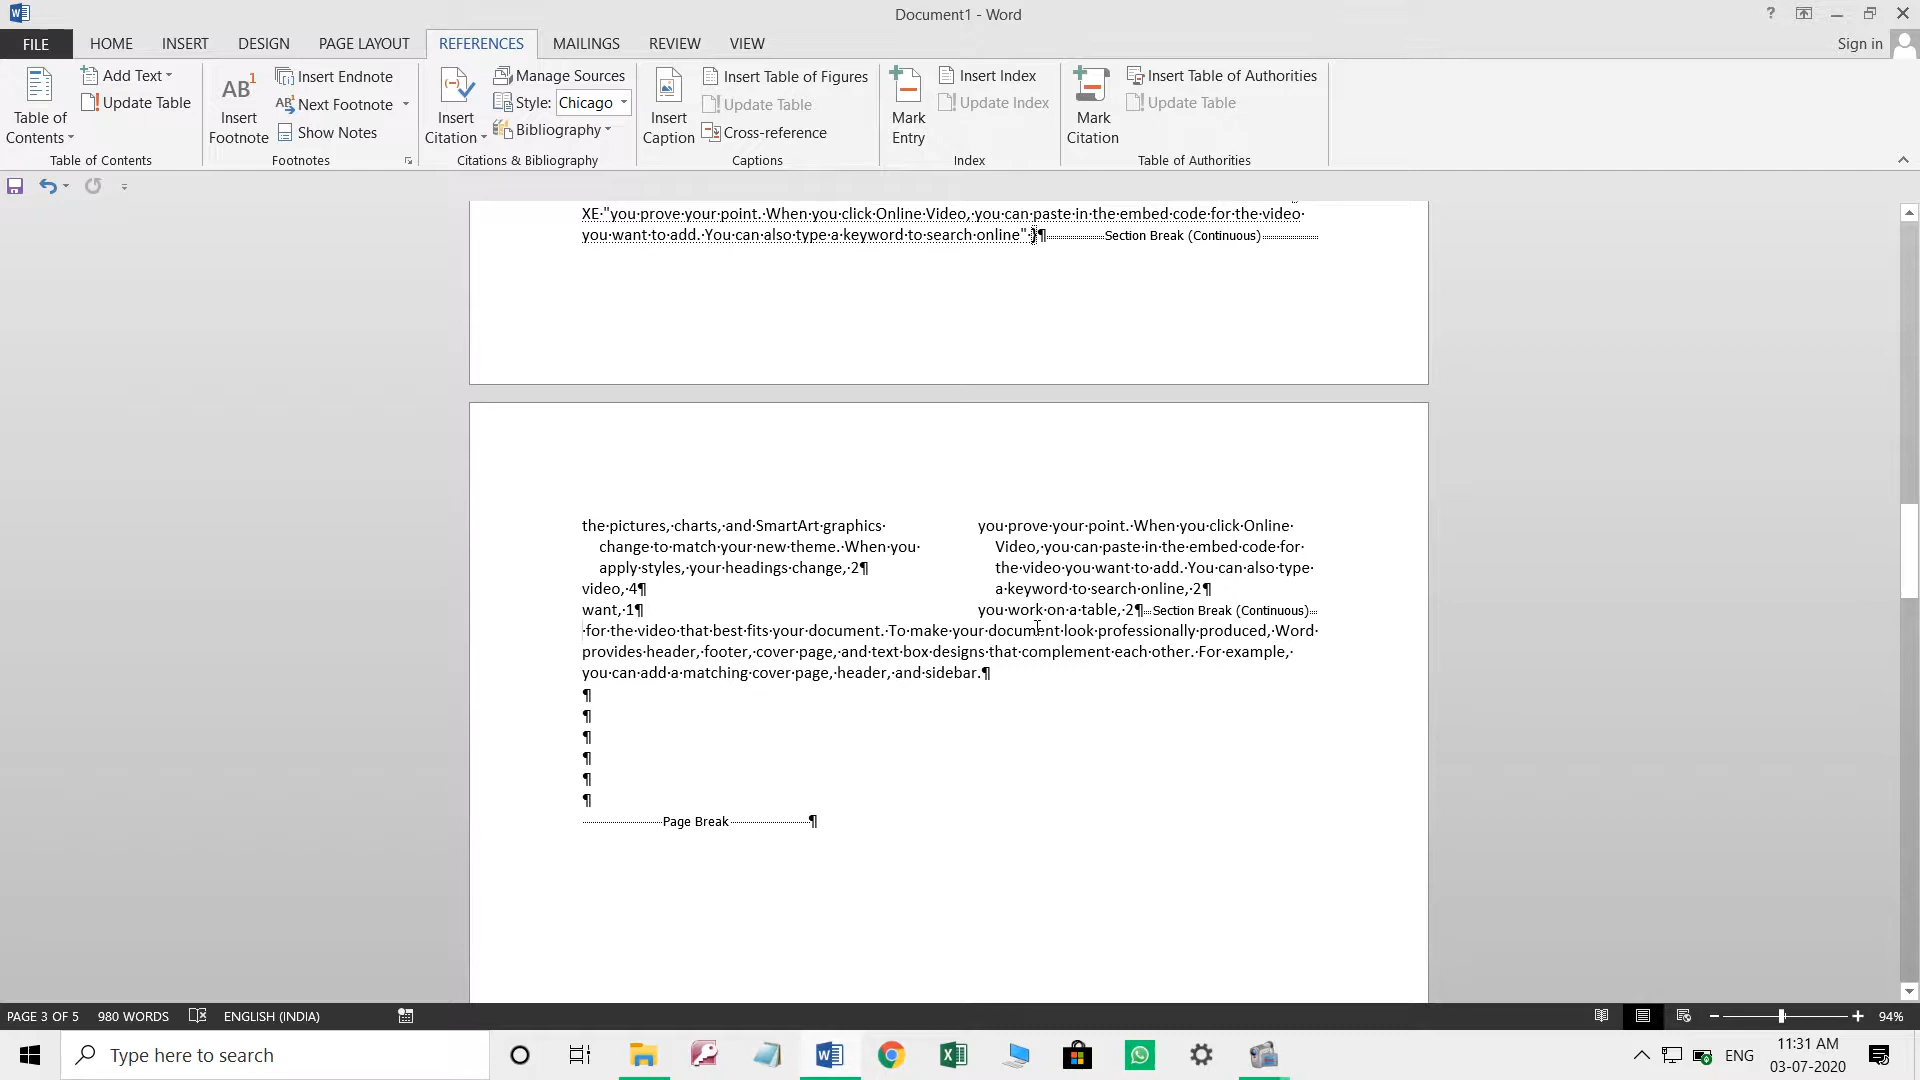 Document1 - Word
?
FILE HOME INSERT DESIGN PAGE LAYOUT REFERENCES MAILINGS REVIEW VIEW Sign in
Table of Contents
Add Text
Update Table
Table of Contents
AB1
Insert Footnote
Insert Endnote
AB1 Next Footnote
Show Notes
Footnotes
Insert Citation
Manage Sources
Style: Chicago
Bibliography
Citations & Bibliography
Insert Caption
Insert Table of Figures
Update Table
Cross-reference
Captions
Mark Entry
Insert Index
Update Index
Index
Mark Citation
Insert Table of Authorities
Update Table
Table of Authorities
XE·"you·prove·your·point.·When·you·click·Online·Video,·you·can·paste·in·the·embed·code·for·the·video·
you·want·to·add.·You·can·also·type·a·keyword·to·search·online"·}¶ Section Break (Continuous)
the·pictures,·charts,·and·SmartArt·graphics·
change·to·match·your·new·theme.·When·you·
apply·styles,·your·headings·change,·2¶
video,·4¶
want,·1¶
you·prove·your·point.·When·you·click·Online·
Video,·you·can·paste·in·the·embed·code·for·
the·video·you·want·to·add.·You·can·also·type·
a·keyword·to·search·online,·2¶
you·work·on·a·table,·2¶ Section Break (Continuous)
·for·the·video·that·best·fits·your·document.·To·make·your·document·look·professionally·produced,·Word·
provides·header,·footer,·cover·page,·and·text·box·designs·that·complement·each·other.·For·example,·
you·can·add·a·matching·cover·page,·header,·and·sidebar.¶
¶
¶
¶
¶
¶
¶
Page Break ¶
PAGE 3 OF 5 980 WORDS ENGLISH (INDIA) 94%
Type here to search
ENG
11:31 AM
03-07-2020